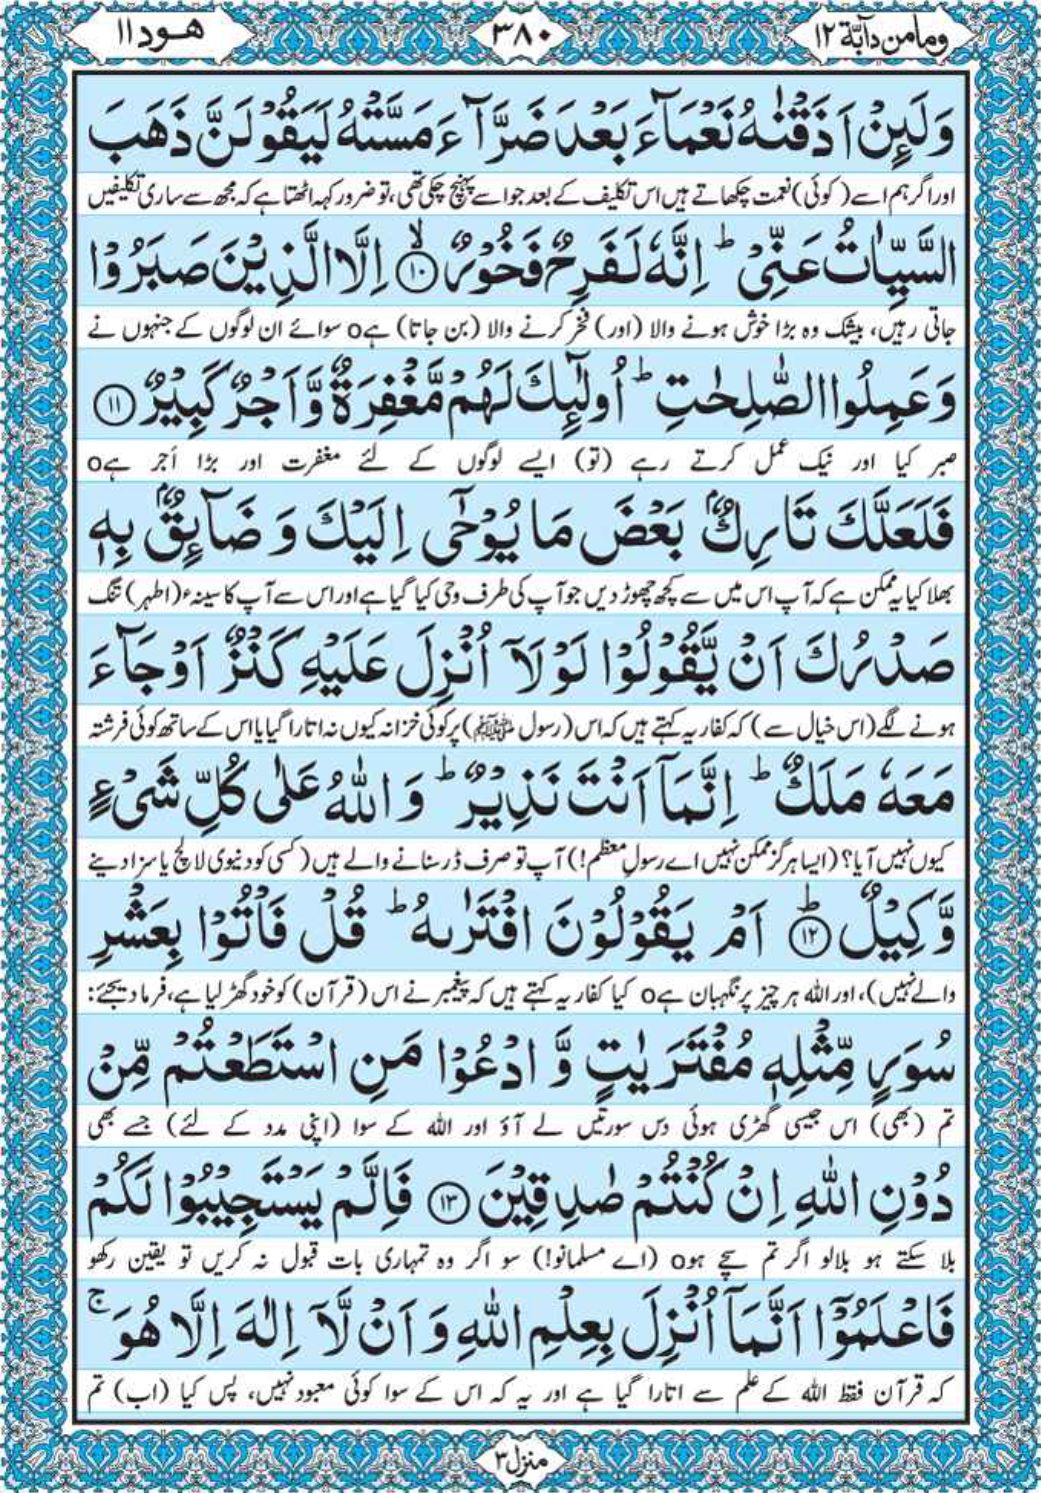 وما من دآبّة ۱۲
۳۸۰
هود ۱۱
وَلَئِنْ اَذَقْنٰهُ نَعْمَآءَ بَعْدَ ضَرَّآءَ مَسَّتْهُ لَيَقُوْلَنَّ ذَهَبَ
اور اگر ہم اسے (کوئی) نعمت چکھاتے ہیں اس تکلیف کے بعد جو اسے پہنچ چکی تھی، تو ضرور کہہ اٹھتا ہے کہ مجھ سے ساری تکلیفیں
السَّيِّاٰتُ عَنِّيْ ؕ اِنَّهٗ لَفَرِحٌ فَخُوْرٌ ۙ۱۰ اِلَّا الَّذِيْنَ صَبَرُوْا
جاتی رہیں، بیشک وہ بڑا خوش ہونے والا (اور) فخر کرنے والا (بن جاتا) ہے○ سوائے ان لوگوں کے جنہوں نے
وَعَمِلُوا الصّٰلِحٰتِ ؕ اُولٰٓئِكَ لَهُمْ مَّغْفِرَةٌ وَّاَجْرٌ كَبِيْرٌ ۱۱
صبر کیا اور نیک عمل کرتے رہے (تو) ایسے لوگوں کے لئے مغفرت اور بڑا اَجر ہے○
فَلَعَلَّكَ تَارِكٌۢ بَعْضَ مَا يُوْحٰٓى اِلَيْكَ وَ ضَآئِقٌۢ بِهٖ
بھلا کیا یہ ممکن ہے کہ آپ اس میں سے کچھ چھوڑ دیں جو آپ کی طرف وحی کیا گیا ہے اور اس سے آپ کا سینہء (اطہر) تنگ
صَدْرُكَ اَنْ يَّقُوْلُوْا لَوْلَاۤ اُنْزِلَ عَلَيْهِ كَنْزٌ اَوْ جَآءَ
ہونے لگے (اس خیال سے) کہ کفار یہ کہتے ہیں کہ اس (رسول ﷺ) پر کوئی خزانہ کیوں نہ اتارا گیا یا اس کے ساتھ کوئی فرشتہ
مَعَهٗ مَلَكٌ ؕ اِنَّمَاۤ اَنْتَ نَذِيْرٌ ؕ وَ اللّٰهُ عَلٰى كُلِّ شَيْءٍ
کیوں نہیں آیا؟ (ایسا ہرگز ممکن نہیں اے رسولِ معظم!) آپ تو صرف ڈر سنانے والے ہیں (کسی کو دنیوی لالچ یا سزا دینے
وَّكِيْلٌ ؕ۱۲ اَمْ يَقُوْلُوْنَ افْتَرٰىهُ ؕ قُلْ فَاْتُوْا بِعَشْرِ
والے نہیں)، اور اللہ ہر چیز پر نگہبان ہے○ کیا کفار یہ کہتے ہیں کہ پیغمبر نے اس (قرآن) کو خود گھڑ لیا ہے، فرما دیجئے:
سُوَرٍ مِّثْلِهٖ مُفْتَرَيٰتٍ وَّ ادْعُوْا مَنِ اسْتَطَعْتُمْ مِّنْ
تم (بھی) اس جیسی گھڑی ہوئی دس سورتیں لے آؤ اور اللہ کے سوا (اپنی مدد کے لئے) جسے بھی
دُوْنِ اللّٰهِ اِنْ كُنْتُمْ صٰدِقِيْنَ ۱۳ فَاِلَّمْ يَسْتَجِيْبُوْا لَكُمْ
بلا سکتے ہو بلا لو اگر تم سچے ہو○ (اے مسلمانو!) سو اگر وہ تمہاری بات قبول نہ کریں تو یقین رکھو
فَاعْلَمُوْۤا اَنَّمَاۤ اُنْزِلَ بِعِلْمِ اللّٰهِ وَ اَنْ لَّاۤ اِلٰهَ اِلَّا هُوَ ۚ
کہ قرآن فقط اللہ کے علم سے اتارا گیا ہے اور یہ کہ اس کے سوا کوئی معبود نہیں، پس کیا (اب) تم
منزل ۳